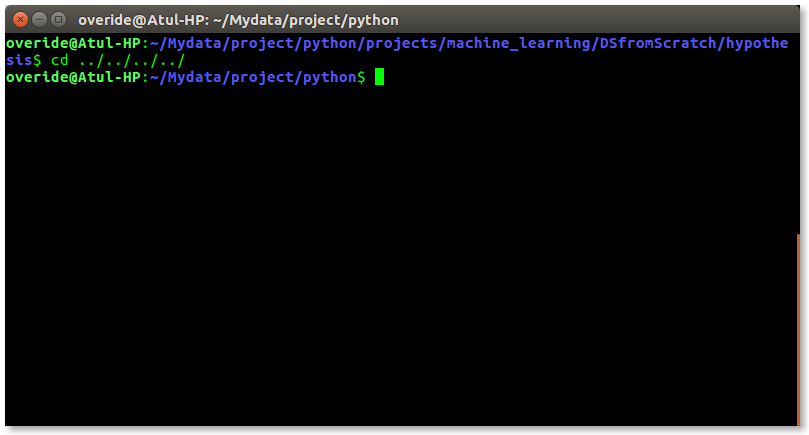 overide@Atul-HP: ~/Mydata/project/python
overide@Atul-HP:~/Mydata/project/python/projects/machine_learning/DSfromScratch/hypothe
sis$ cd ../../../../
overide@Atul-HP:~/Mydata/project/python$